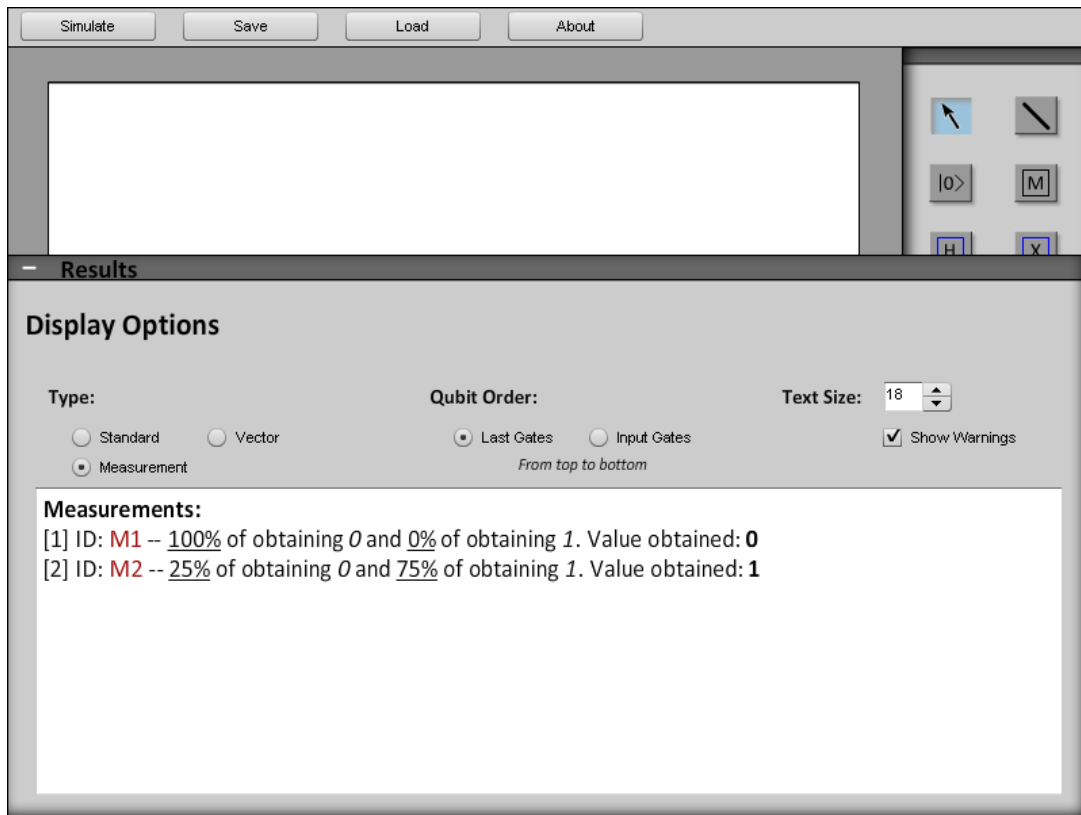 Simulate Save Load About
|0> M
H X
Results
Display Options
Type: Qubit Order: Text Size: 18
Standard Vector Last Gates Input Gates Show Warnings
Measurement From top to bottom
Measurements:
[1] ID: M1 -- 100% of obtaining 0 and 0% of obtaining 1. Value obtained: 0
[2] ID: M2 -- 25% of obtaining 0 and 75% of obtaining 1. Value obtained: 1